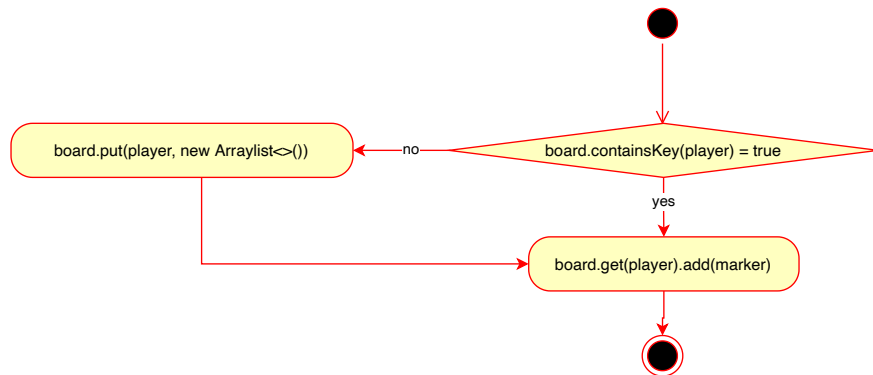 board.put(player, new Arraylist<>())
no
board.containsKey(player) = true
yes
board.get(player).add(marker)